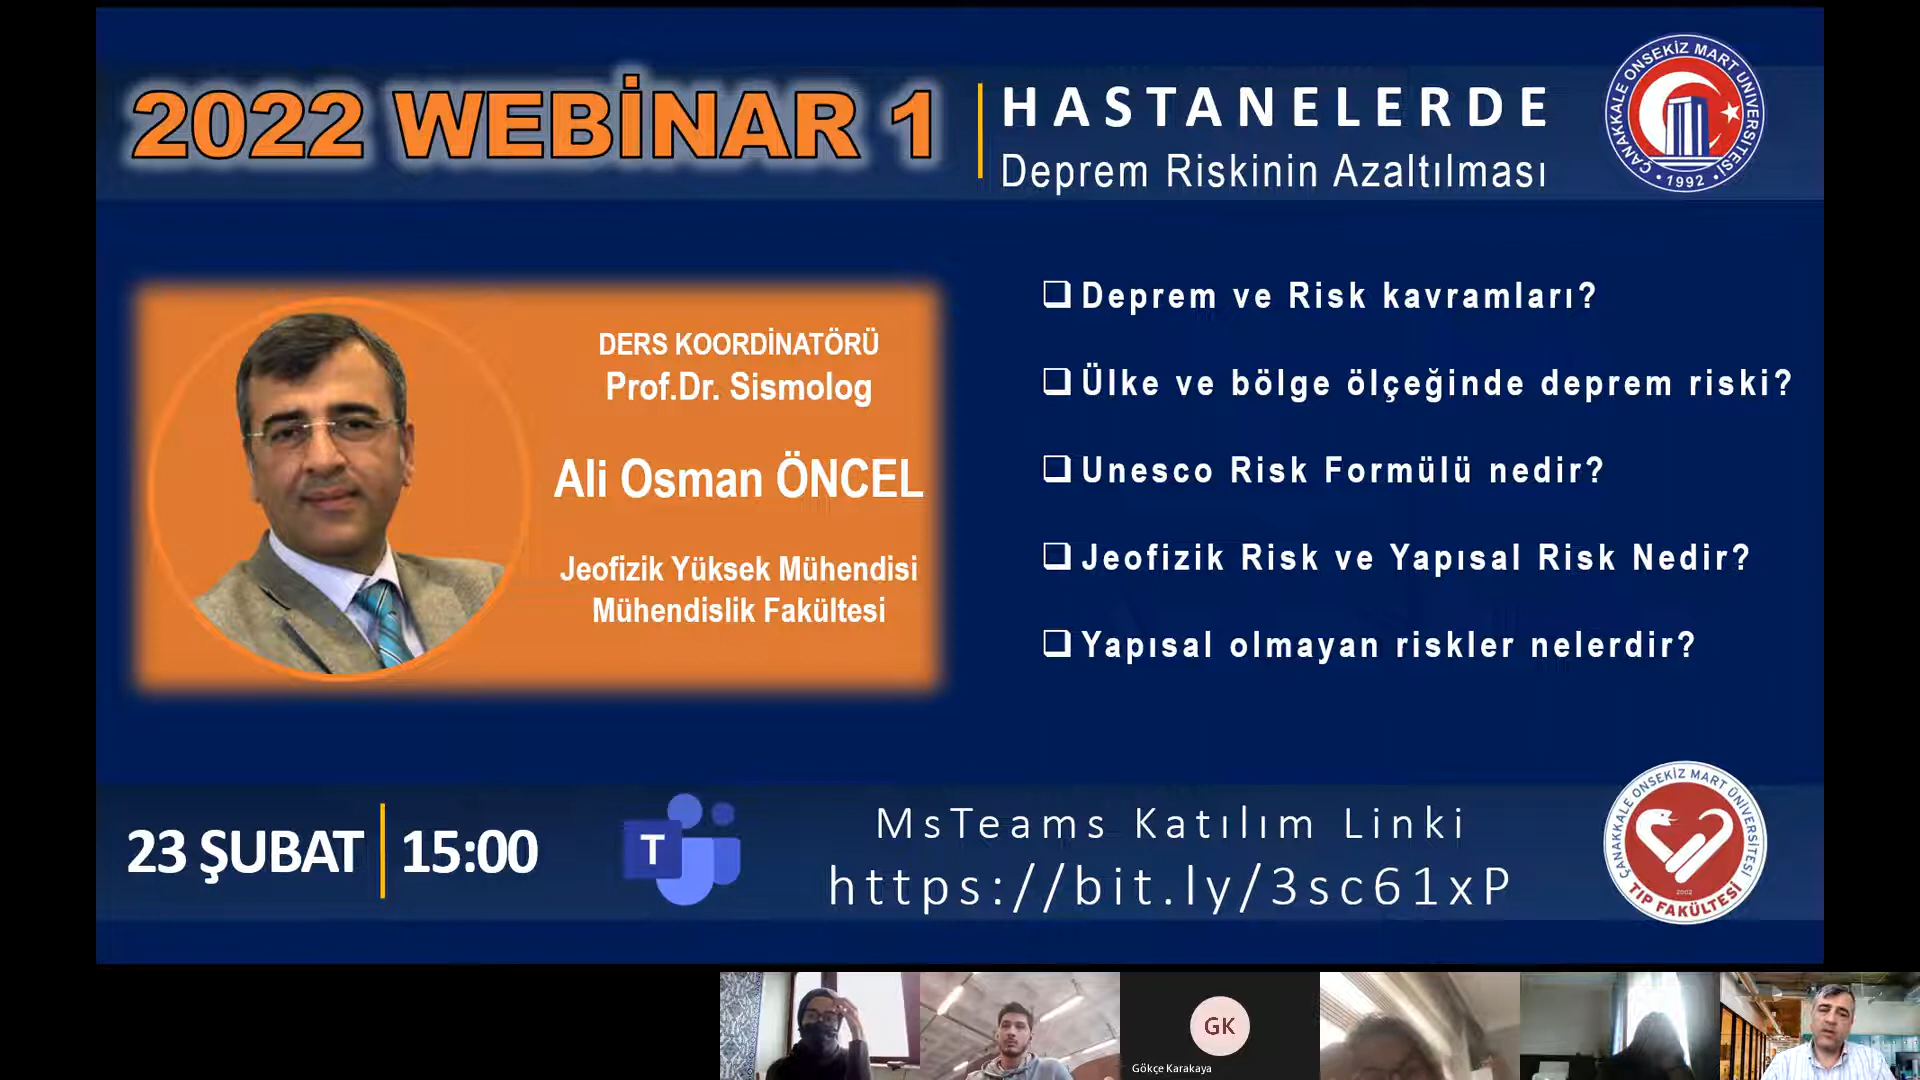 2022 WEBİNAR 1
HASTANELERDE
Deprem Riskinin Azaltılması
ÇANAKKALE ONSEKİZ MART ÜNİVERSİTESİ
• 1992 •
DERS KOORDİNATÖRÜ
Prof.Dr. Sismolog
Ali Osman ÖNCEL
Jeofizik Yüksek Mühendisi
Mühendislik Fakültesi
Deprem ve Risk kavramları?
Ülke ve bölge ölçeğinde deprem riski?
Unesco Risk Formülü nedir?
Jeofizik Risk ve Yapısal Risk Nedir?
Yapısal olmayan riskler nelerdir?
23 ŞUBAT
15:00
T
MsTeams Katılım Linki
https://bit.ly/3sc61xP
ÇANAKKALE ONSEKİZ MART ÜNİVERSİTESİ
2002
TIP FAKÜLTESİ
GK
Gökçe Karakaya